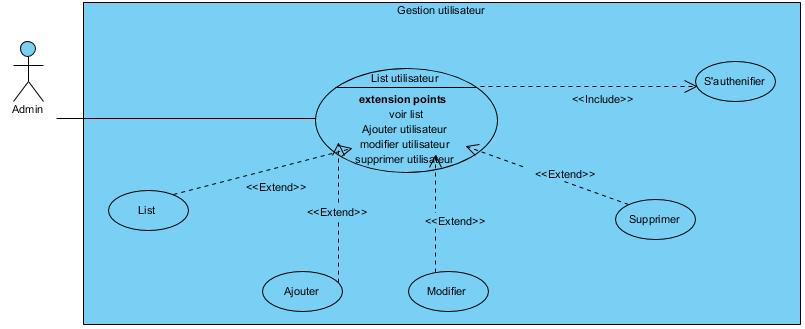 Gestion utilisateur
Admin
List utilisateur
extension points
voir list
Ajouter utilisateur
modifier utilisateur
supprimer utilisateur
S'authenifier
<<Include>>
<<Extend>>
<<Extend>>
<<Extend>>
<<Extend>>
List
Supprimer
Ajouter
Modifier